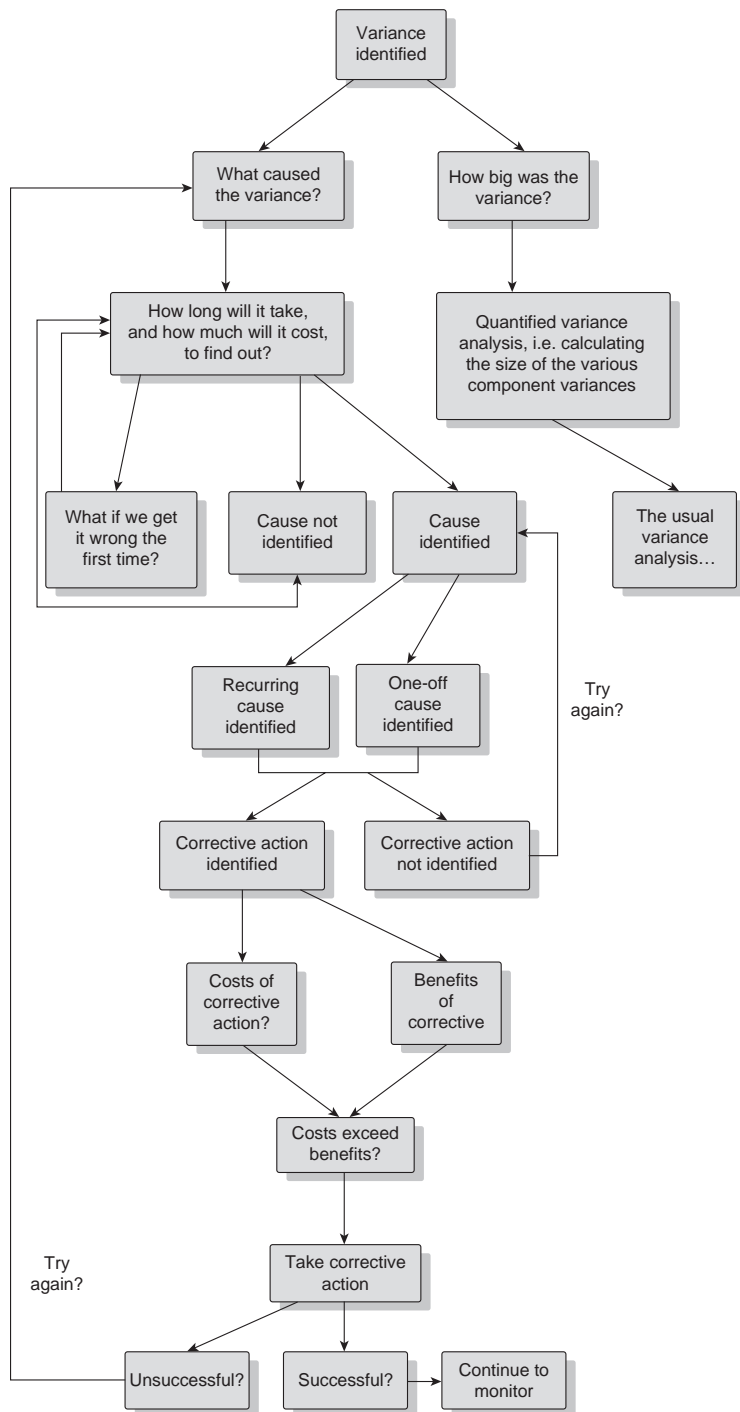 Variance
identified
What caused
the variance?
How big was the
variance?
How long will it take,
and how much will it cost,
to find out?
Quantified variance
analysis, i.e. calculating
the size of the various
component variances
What if we get
it wrong the
first time?
Cause not
identified
Cause
identified
The usual
variance
analysis…
Recurring
cause
identified
One-off
cause
identified
Try
again?
Corrective action
identified
Corrective action
not identified
Costs of
corrective
action?
Benefits
of
corrective
Costs exceed
benefits?
Try
again?
Take corrective
action
Unsuccessful?
Successful?
Continue to
monitor